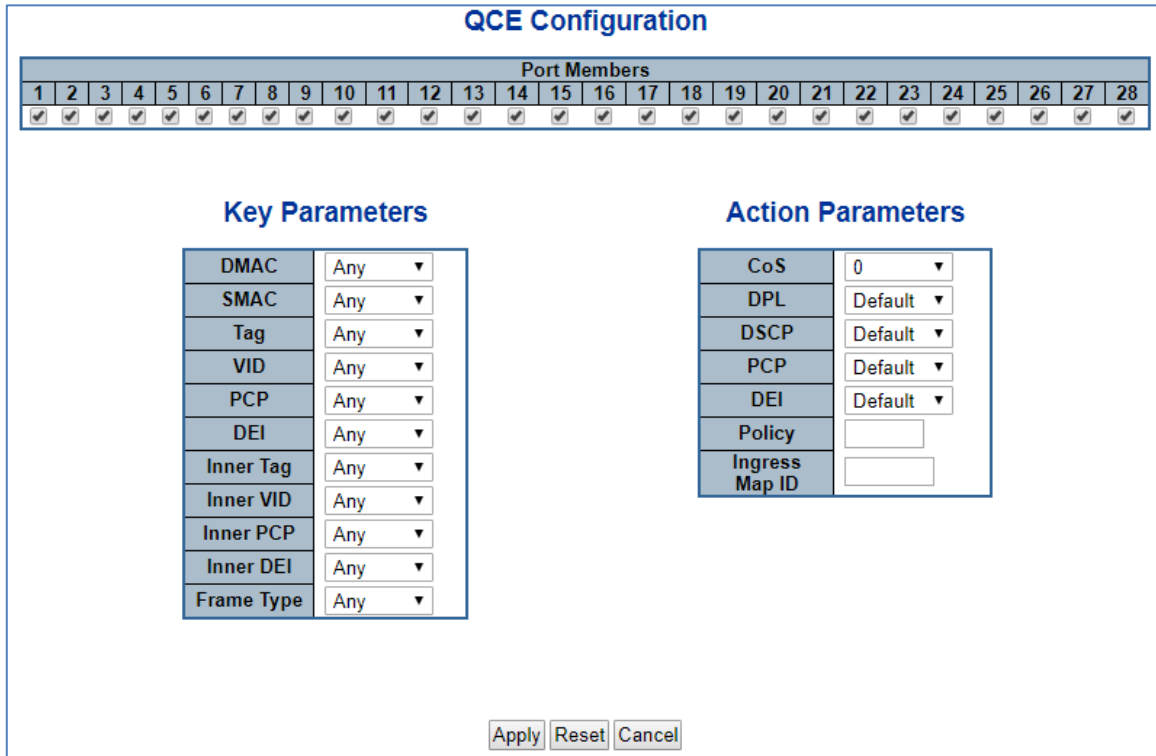 QCE Configuration
Port Members
1 2 3 4 5 6 7 8 9 10 11 12 13 14 15 16 17 18 19 20 21 22 23 24 25 26 27 28
Key Parameters
DMAC Any
SMAC Any
Tag Any
VID Any
PCP Any
DEI Any
Inner Tag Any
Inner VID Any
Inner PCP Any
Inner DEI Any
Frame Type Any
Action Parameters
CoS 0
DPL Default
DSCP Default
PCP Default
DEI Default
Policy
Ingress
Map ID
Apply Reset Cancel